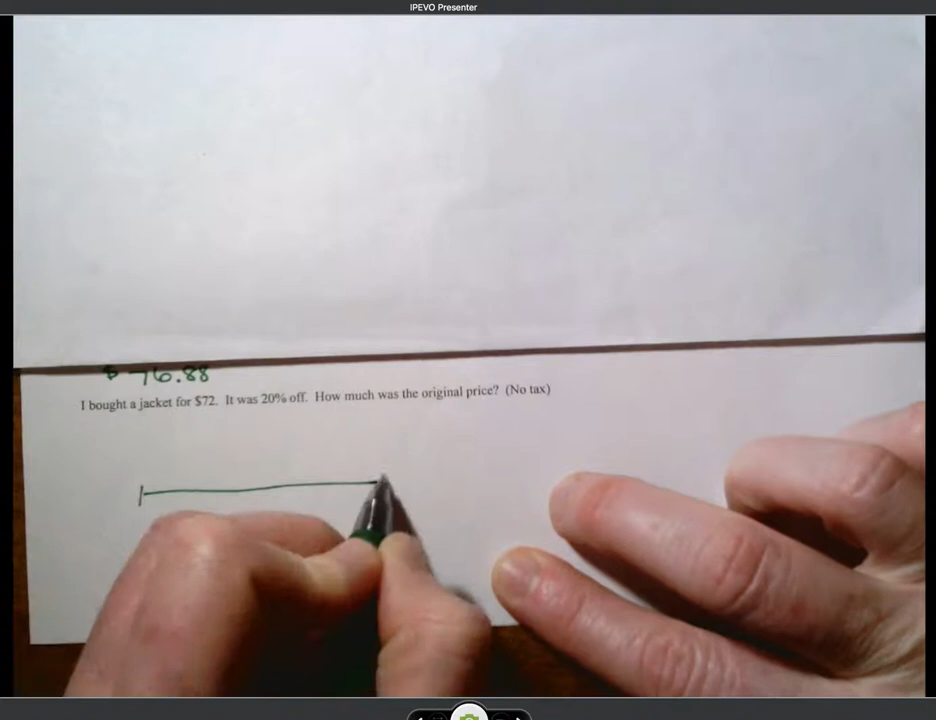 IPEVO Presenter
$ 76.88
I bought a jacket for $72. It was 20% off. How much was the original price? (No tax)